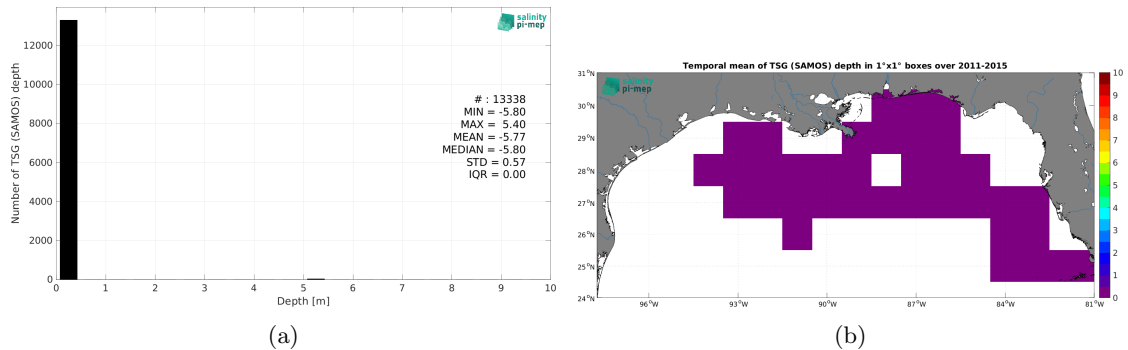 salinity
pi-mep
12000
10000
8000
6000
4000
2000
0
Number of TSG (SAMOS) depth
# : 13338
MIN = -5.80
MAX = 5.40
MEAN = -5.77
MEDIAN = -5.80
STD = 0.57
IQR = 0.00
0 1 2 3 4 5 6 7 8 9 10
Depth [m]
(a)
Temporal mean of TSG (SAMOS) depth in 1°x1° boxes over 2011-2015
salinity
pi-mep
31°N
30°N
29°N
28°N
27°N
26°N
25°N
24°N
96°W 93°W 90°W 87°W 84°W 81°W
10
9
8
7
6
5
4
3
2
1
0
(b)